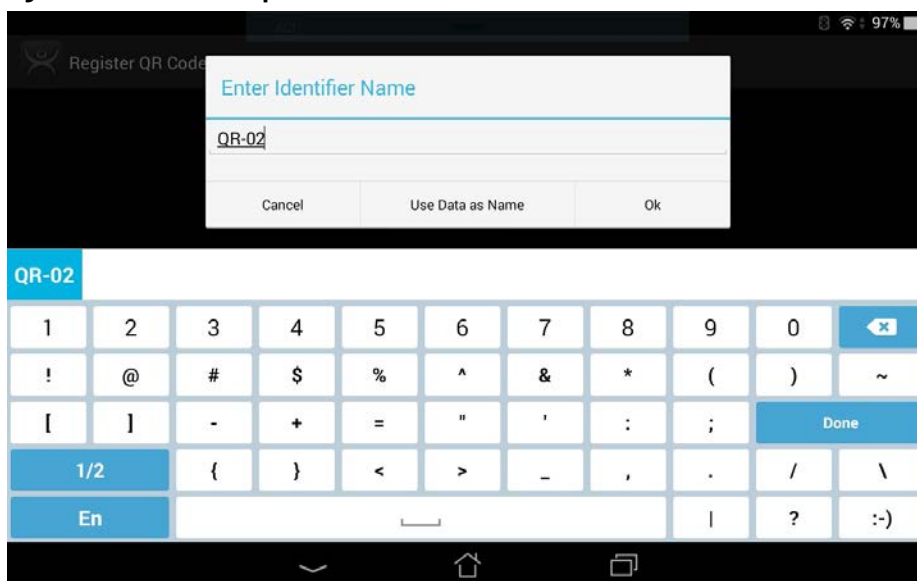 97%
Register QR Code
Enter Identifier Name
QR-02
Cancel Use Data as Name Ok
QR-02
1 2 3 4 5 6 7 8 9 0
! @ # $ % ^ & * ( ) ~
[ ] - + = " ' : ; Done
1/2 { } < > _ , . / \
En | ? :-)